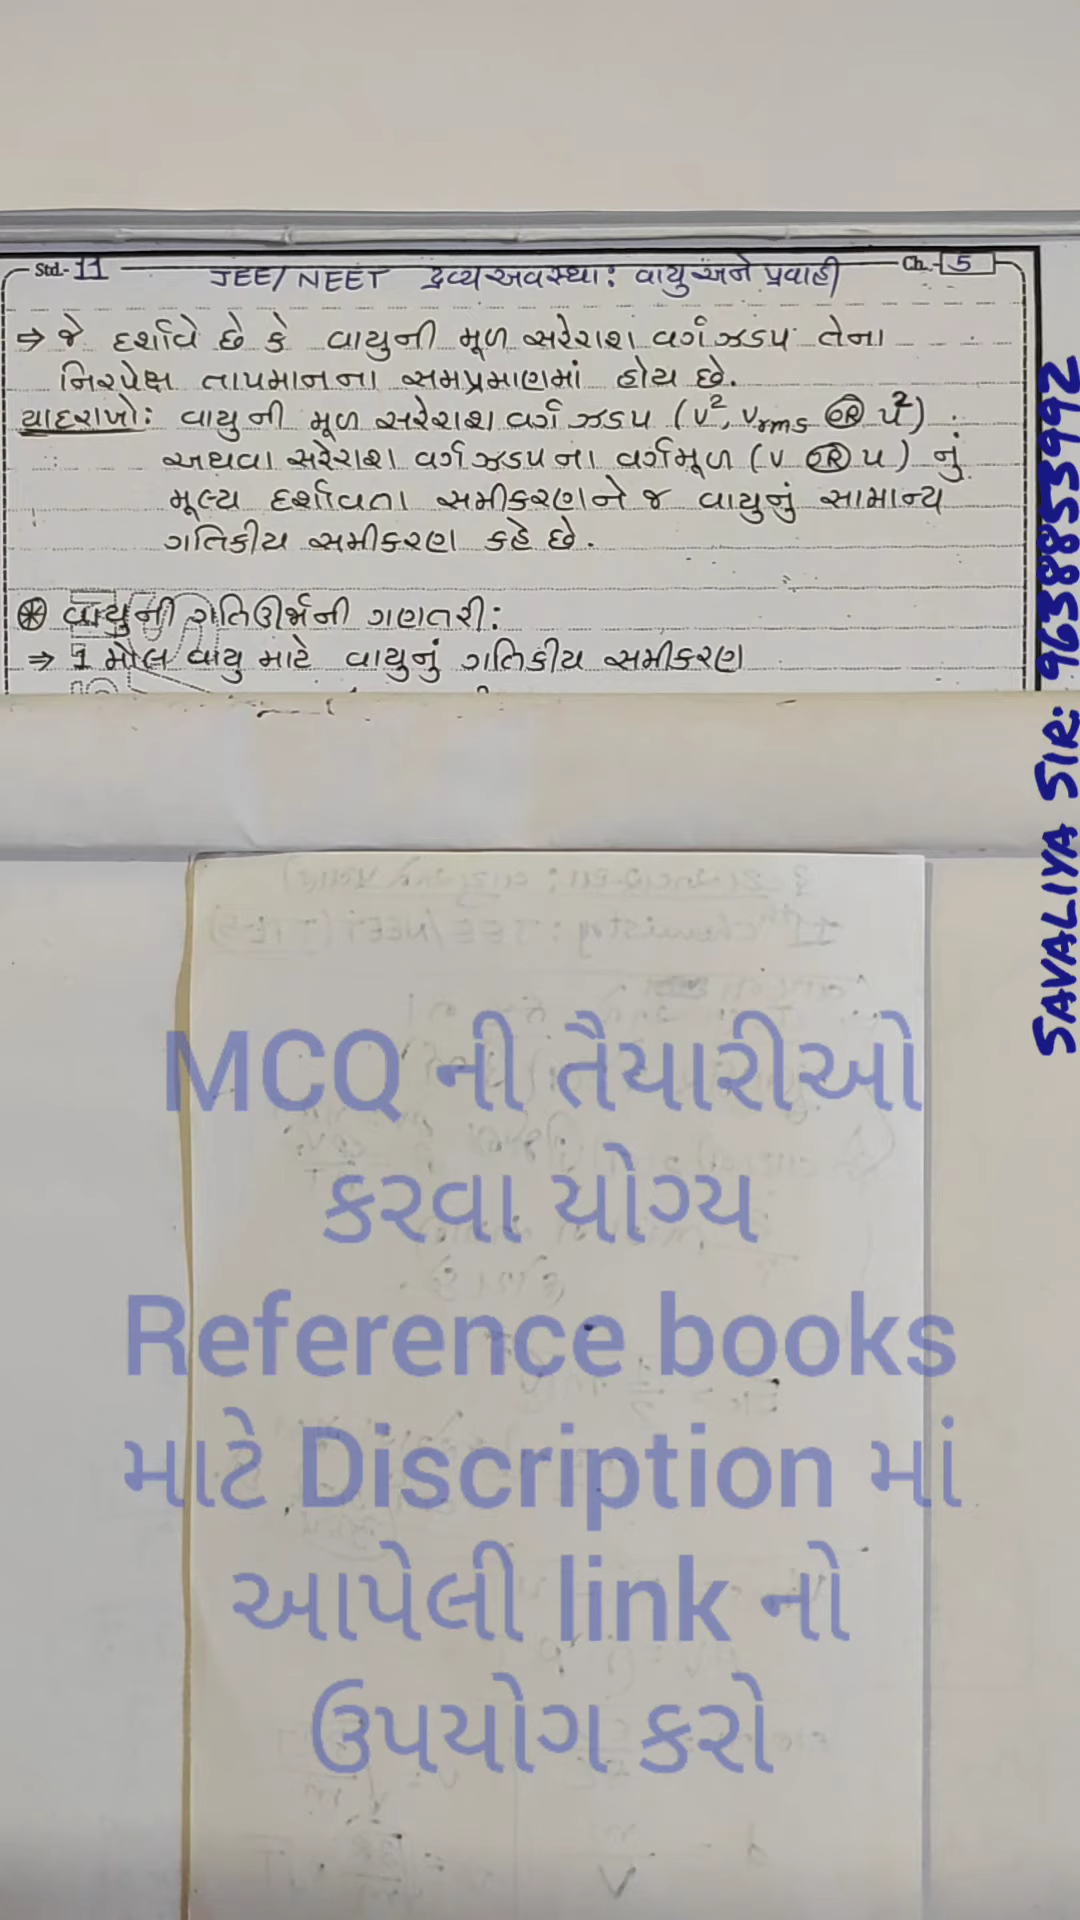 Std.- 11 JEE/NEET દ્રવ્યઅવસ્થા: વાયુ અને પ્રવાહી Ch.- 5
⇒ જે દર્શાવે છે કે વાયુની મૂળ સરેરાશ વર્ગ ઝડપ તેના
નિરપેક્ષ તાપમાનના સમપ્રમાણમાં હોય છે.
યાદરાખો: વાયુની મૂળ સરેરાશ વર્ગ ઝડપ (v², vrms OR u²)
અથવા સરેરાશ વર્ગ ઝડપના વર્ગમૂળ (v OR u) નું
મૂલ્ય દર્શાવતા સમીકરણને જ વાયુનું સામાન્ય
ગતિકીય સમીકરણ કહે છે.
* વાયુની ગતિઊર્જાની ગણતરી:
⇒ 1 મોલ વાયુ માટે વાયુનું ગતિકીય સમીકરણ
SAVALIYA SIR: 9638853992
MCQ ની તૈયારીઓ
કરવા યોગ્ય
Reference books
માટે Discription માં
આપેલી link નો
ઉપયોગ કરો